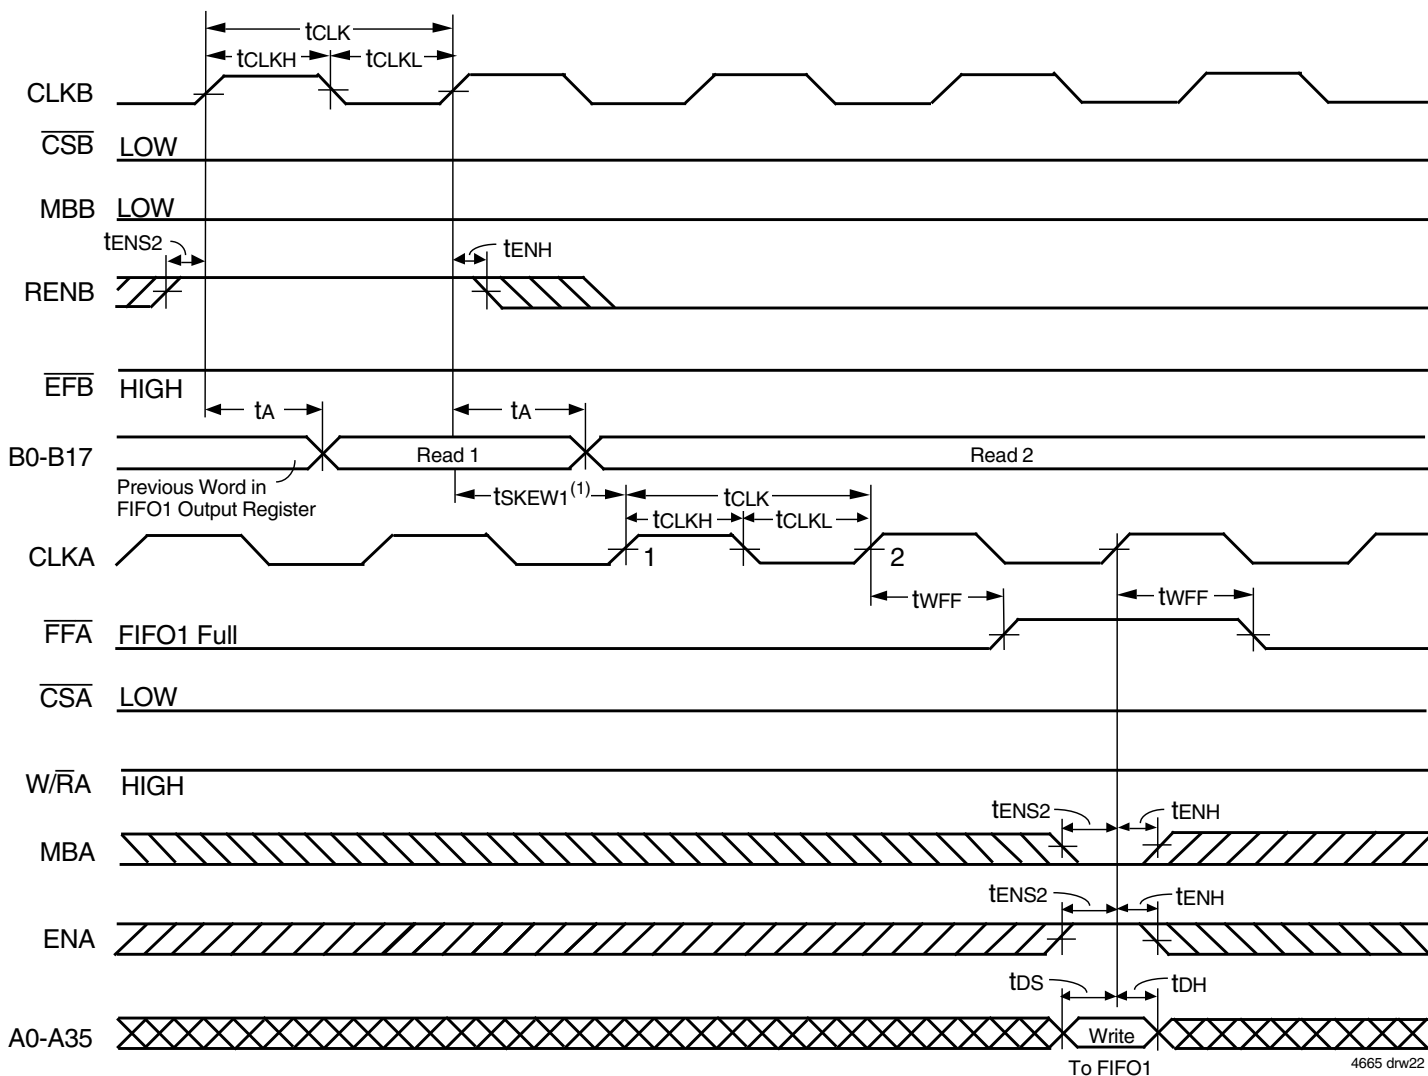 tCLK
tCLKH tCLKL
CLKB
CSB LOW
MBB LOW
tENS2 tENH
RENB
EFB HIGH
tA tA
B0-B17 Read 1 Read 2
Previous Word in
FIFO1 Output Register
tSKEW1(1) tCLK
tCLKH tCLKL
CLKA 1 2
tWFF tWFF
FFA FIFO1 Full
CSA LOW
W/RA HIGH
tENS2 tENH
MBA
tENS2 tENH
ENA
tDS tDH
A0-A35 Write
To FIFO1
4665 drw22